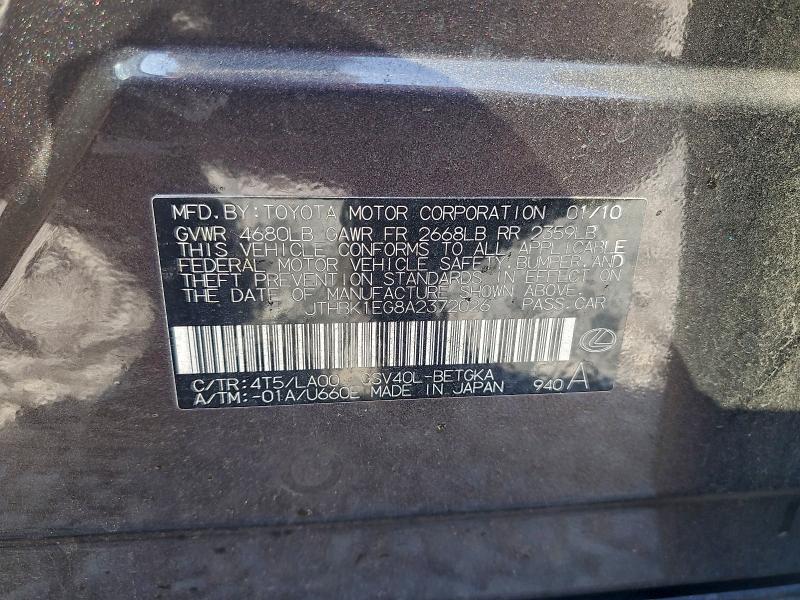 MFD.BY:TOYOTA MOTOR CORPORATION 01/10
GVWR 4680LB GAWR FR 2668LB RR 2359LB
THIS VEHICLE CONFORMS TO ALL APPLICABLE
FEDERAL MOTOR VEHICLE SAFETY,BUMPER,AND
THEFT PREVENTION STANDARDS IN EFFECT ON
THE DATE OF MANUFACTURE SHOWN ABOVE.
JTHBK1EG8A2372026 PASS.CAR
C/TR:4T5/LA00 GSV40L-BETGKA
A/TM:-01A/U660E MADE IN JAPAN 940 A